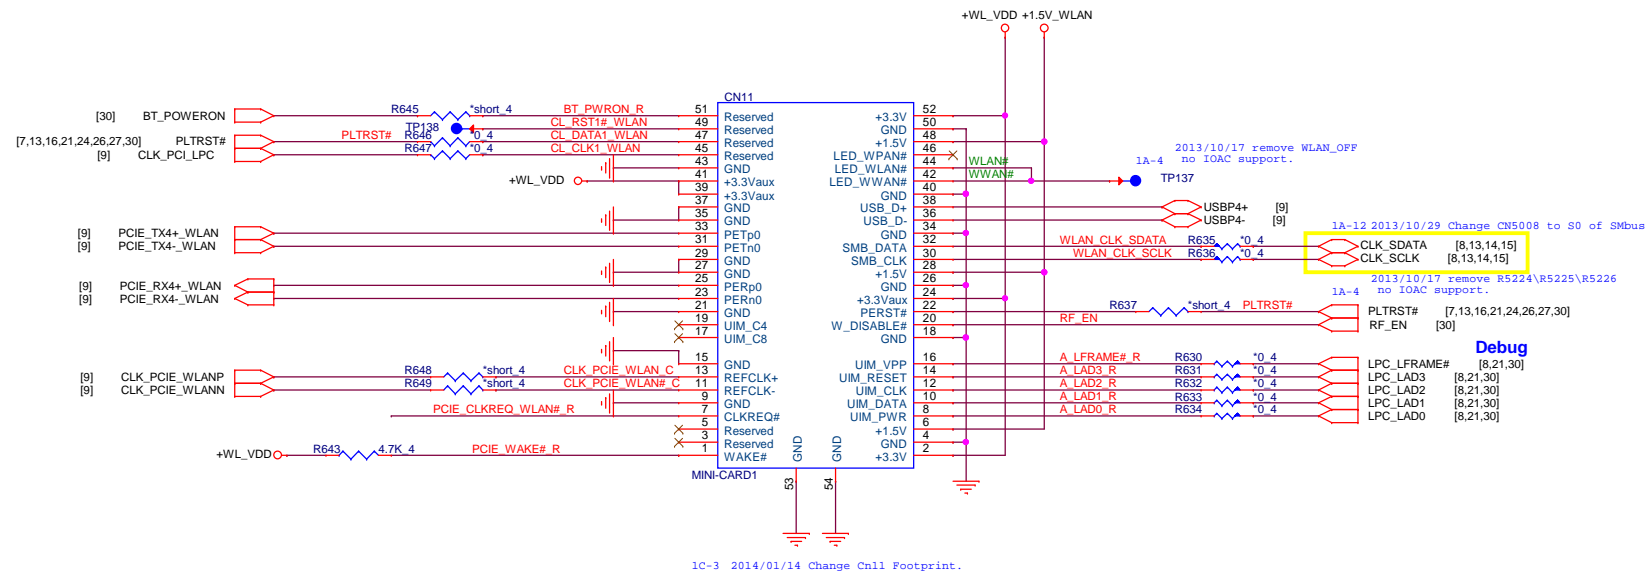 +WL_VDD +1.5V_WLAN
CN11
[30] BT_POWERON R645 *short_4 BT_PWRON_R 51 Reserved +3.3V 52
TP138 CL_RST1#_WLAN 49 Reserved GND 50
[7,13,16,21,24,26,27,30] PLTRST# PLTRST# R646 *0_4 CL_DATA1_WLAN 47 Reserved +1.5V 48
[9] CLK_PCI_LPC R647 *0_4 CL_CLK1_WLAN 45 Reserved LED_WPAN# 46
2013/10/17 remove WLAN_OFF
1A-4 no IOAC support.
43 GND LED_WLAN# 44 WLAN#
+WL_VDD 41 +3.3Vaux LED_WWAN# 42 WWAN# TP137
39 +3.3Vaux GND 40
37 GND USB_D+ 38 USBP4+ [9]
35 GND USB_D- 36 USBP4- [9]
1A-12 2013/10/29 Change CN5008 to S0 of SMbus
[9] PCIE_TX4+_WLAN 33 PETp0 GND 34
[9] PCIE_TX4-_WLAN 31 PETn0 SMB_DATA 32 WLAN_CLK_SDATA R635 *0_4 CLK_SDATA [8,13,14,15]
29 GND SMB_CLK 30 WLAN_CLK_SCLK R636 *0_4 CLK_SCLK [8,13,14,15]
27 GND +1.5V 28
2013/10/17 remove R5224\R5225\R5226
1A-4 no IOAC support.
[9] PCIE_RX4+_WLAN 25 PERp0 GND 26
[9] PCIE_RX4-_WLAN 23 PERn0 +3.3Vaux 24
21 GND PERST# 22 R637 *short_4 PLTRST# PLTRST# [7,13,16,21,24,26,27,30]
19 UIM_C4 W_DISABLE# 20 RF_EN RF_EN [30]
17 UIM_C8 GND 18
Debug
15 GND UIM_VPP 16 A_LFRAME#_R R630 *0_4 LPC_LFRAME# [8,21,30]
[9] CLK_PCIE_WLANP R648 *short_4 CLK_PCIE_WLAN_C 13 REFCLK+ UIM_RESET 14 A_LAD3_R R631 *0_4 LPC_LAD3 [8,21,30]
[9] CLK_PCIE_WLANN R649 *short_4 CLK_PCIE_WLAN#_C 11 REFCLK- UIM_CLK 12 A_LAD2_R R632 *0_4 LPC_LAD2 [8,21,30]
9 GND UIM_DATA 10 A_LAD1_R R633 *0_4 LPC_LAD1 [8,21,30]
PCIE_CLKREQ_WLAN#_R 7 CLKREQ# UIM_PWR 8 A_LAD0_R R634 *0_4 LPC_LAD0 [8,21,30]
5 Reserved +1.5V 6
3 Reserved GND 4
+WL_VDD R643 4.7K_4 PCIE_WAKE#_R 1 WAKE# +3.3V 2
GND GND
MINI-CARD1
53 54
1C-3 2014/01/14 Change Cn11 Footprint.